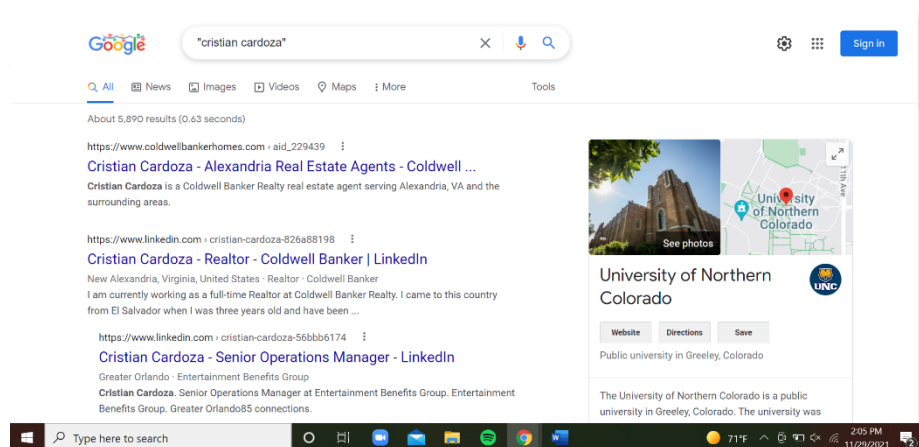 Google
"cristian cardoza"
Sign in
All News Images Videos Maps More Tools
About 5,890 results (0.63 seconds)
https://www.coldwellbankerhomes.com › aid_229439
Cristian Cardoza - Alexandria Real Estate Agents - Coldwell ...
Cristian Cardoza is a Coldwell Banker Realty real estate agent serving Alexandria, VA and the
surrounding areas.
https://www.linkedin.com › cristian-cardoza-826a88198
Cristian Cardoza - Realtor - Coldwell Banker | LinkedIn
New Alexandria, Virginia, United States · Realtor · Coldwell Banker
I am currently working as a full-time Realtor at Coldwell Banker Realty. I came to this country
from El Salvador when I was three years old and have been ...
https://www.linkedin.com › cristian-cardoza-56bbb6174
Cristian Cardoza - Senior Operations Manager - LinkedIn
Greater Orlando · Entertainment Benefits Group
Cristian Cardoza. Senior Operations Manager at Entertainment Benefits Group. Entertainment
Benefits Group. Greater Orlando85 connections.
See photos
11th Ave
University
of Northern
Colorado
University of Northern
Colorado
UNC
Website Directions Save
Public university in Greeley, Colorado
The University of Northern Colorado is a public
university in Greeley, Colorado. The university was
Type here to search
71°F
2:05 PM
11/29/2021
2